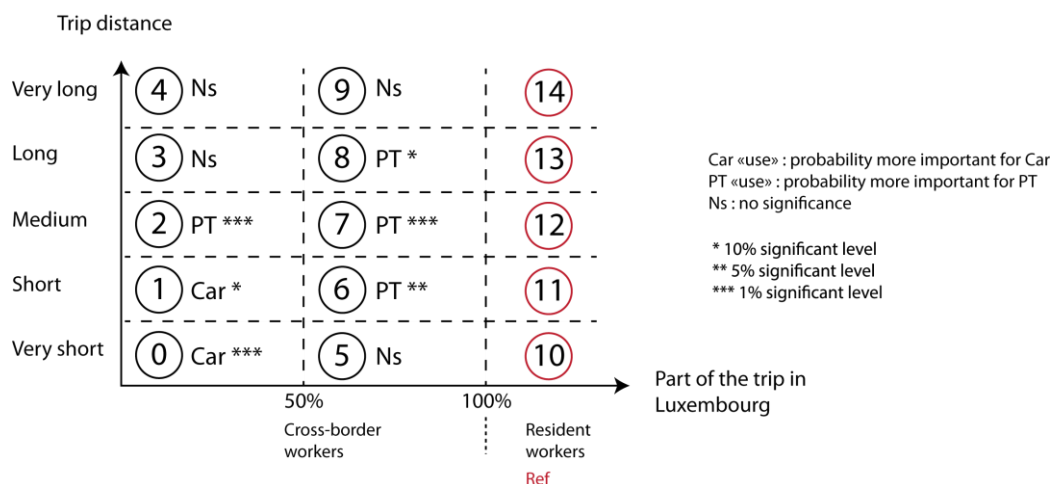 Trip distance
Very long
4 Ns
9 Ns
14
Long
3 Ns
8 PT *
13
Medium
2 PT ***
7 PT ***
12
Short
1 Car *
6 PT **
11
Very short
0 Car ***
5 Ns
10
50%
100%
Part of the trip in
Luxembourg
Cross-border
workers
Resident
workers
Ref
Car «use» : probability more important for Car
PT «use» : probability more important for PT
Ns : no significance
* 10% significant level
** 5% significant level
*** 1% significant level